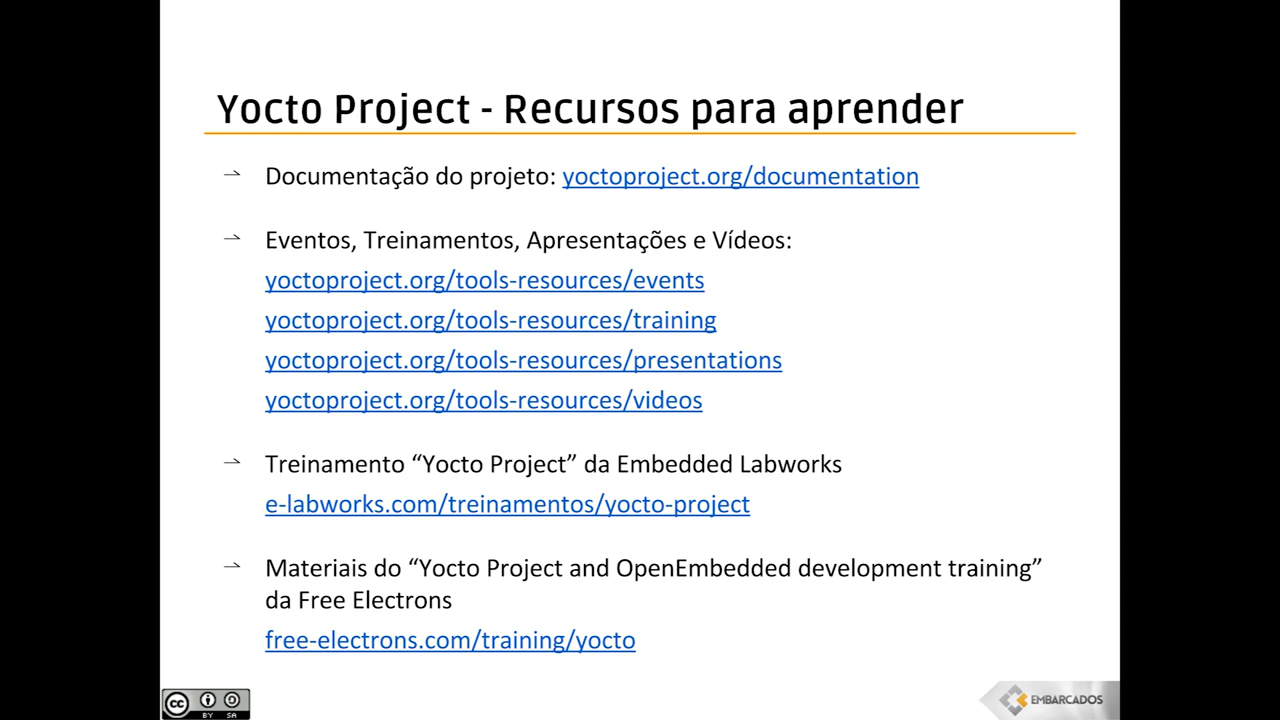 Yocto Project - Recursos para aprender
⇀ Documentação do projeto: yoctoproject.org/documentation
⇀ Eventos, Treinamentos, Apresentações e Vídeos:
yoctoproject.org/tools-resources/events
yoctoproject.org/tools-resources/training
yoctoproject.org/tools-resources/presentations
yoctoproject.org/tools-resources/videos
⇀ Treinamento “Yocto Project” da Embedded Labworks
e-labworks.com/treinamentos/yocto-project
⇀ Materiais do “Yocto Project and OpenEmbedded development training”
da Free Electrons
free-electrons.com/training/yocto
cc BY SA
EMBARCADOS